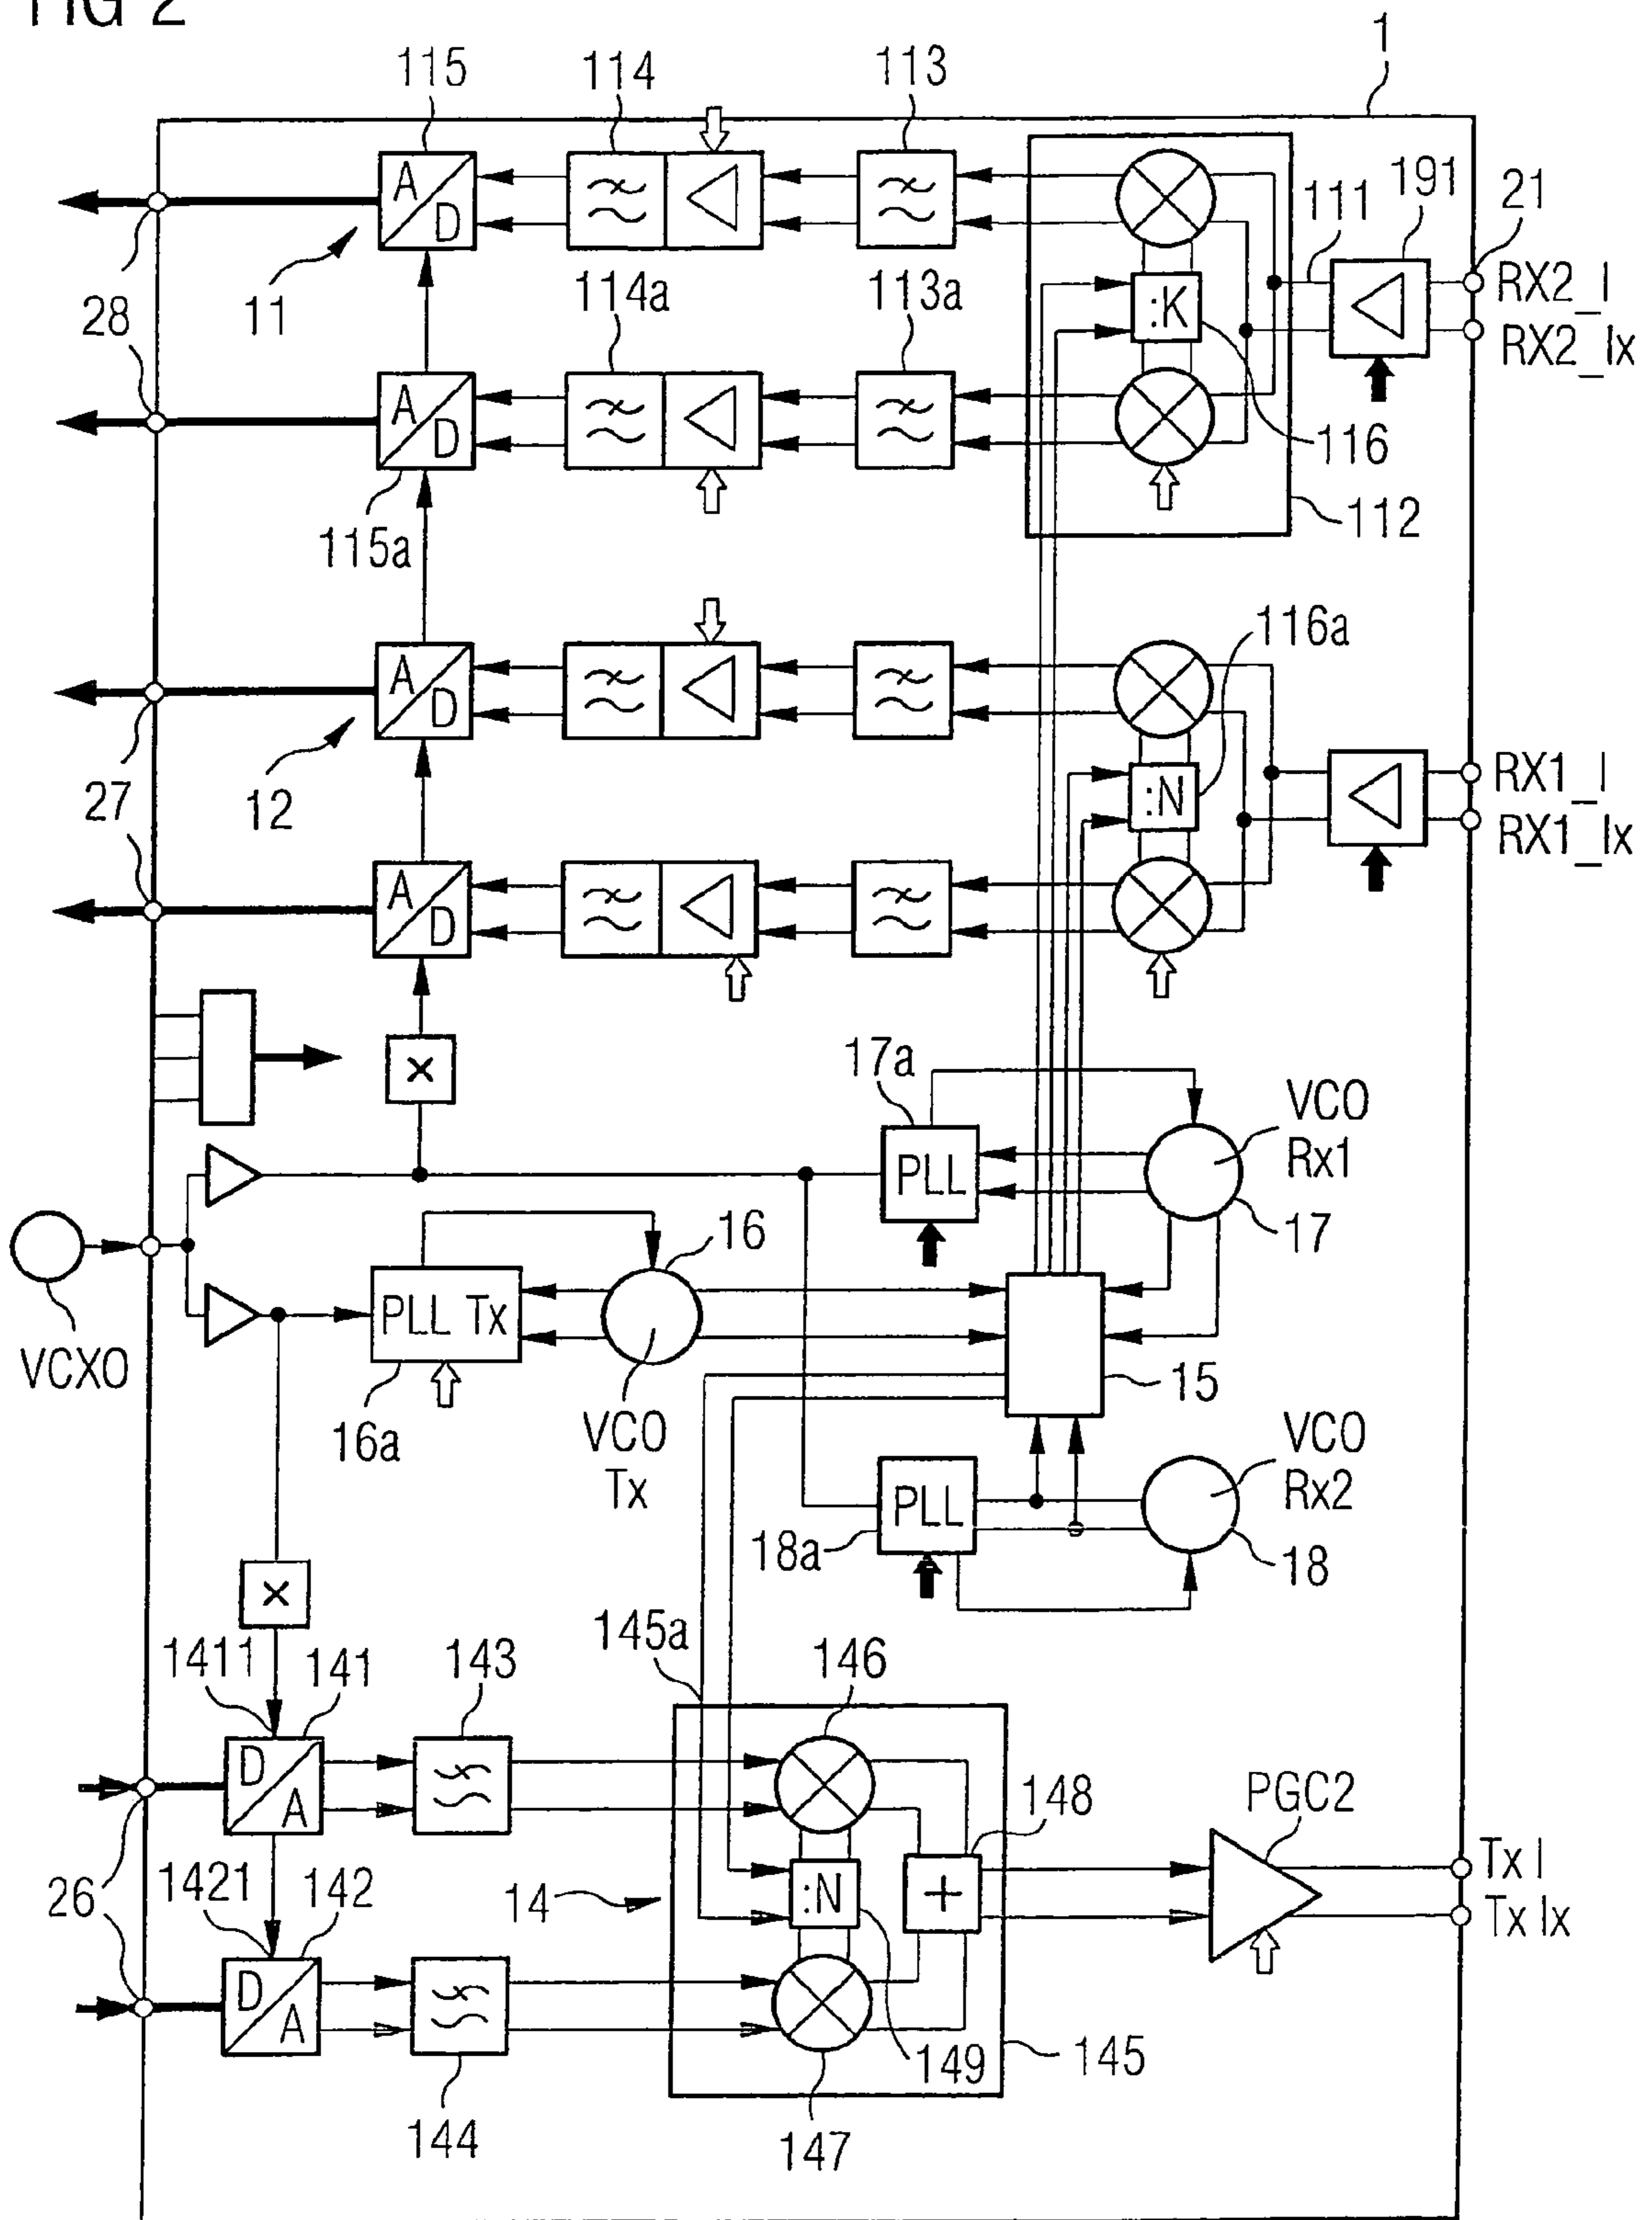 FIG 2
1
115
114
113
191
21
111
A
D
RX2_I
RX2_Ix
11
28
114a
113a
:K
116
A
D
112
115a
116a
A
D
RX1_I
RX1_Ix
:N
27
12
A
D
17a
×
VCO
Rx1
PLL
17
16
PLL Tx
VCXO
15
16a
VCO
Tx
VCO
Rx2
PLL
18a
18
×
145a
1411
141
143
146
D
A
148
PGC2
26
1421
142
14
:N
+
Tx I
Tx Ix
D
A
149
145
144
147